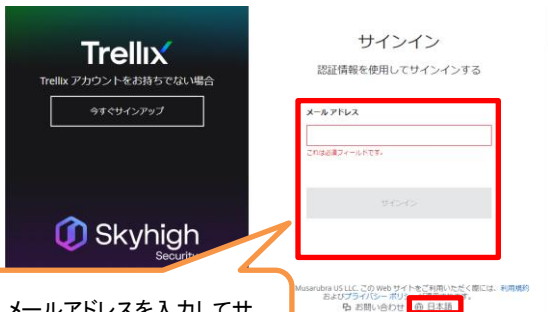 Trellix
Trellix アカウントをお持ちでない場合
今すぐサインアップ
Skyhigh
Security
サインイン
認証情報を使用してサインインする
メール アドレス
これは必須フィールドです。
サインイン
Musarubra US LLC. この Web サイトをご利用いただく際には、利用規約
およびプライバシー ポリシ
お問い合わせ
日本語
メールアドレスを入力してサ